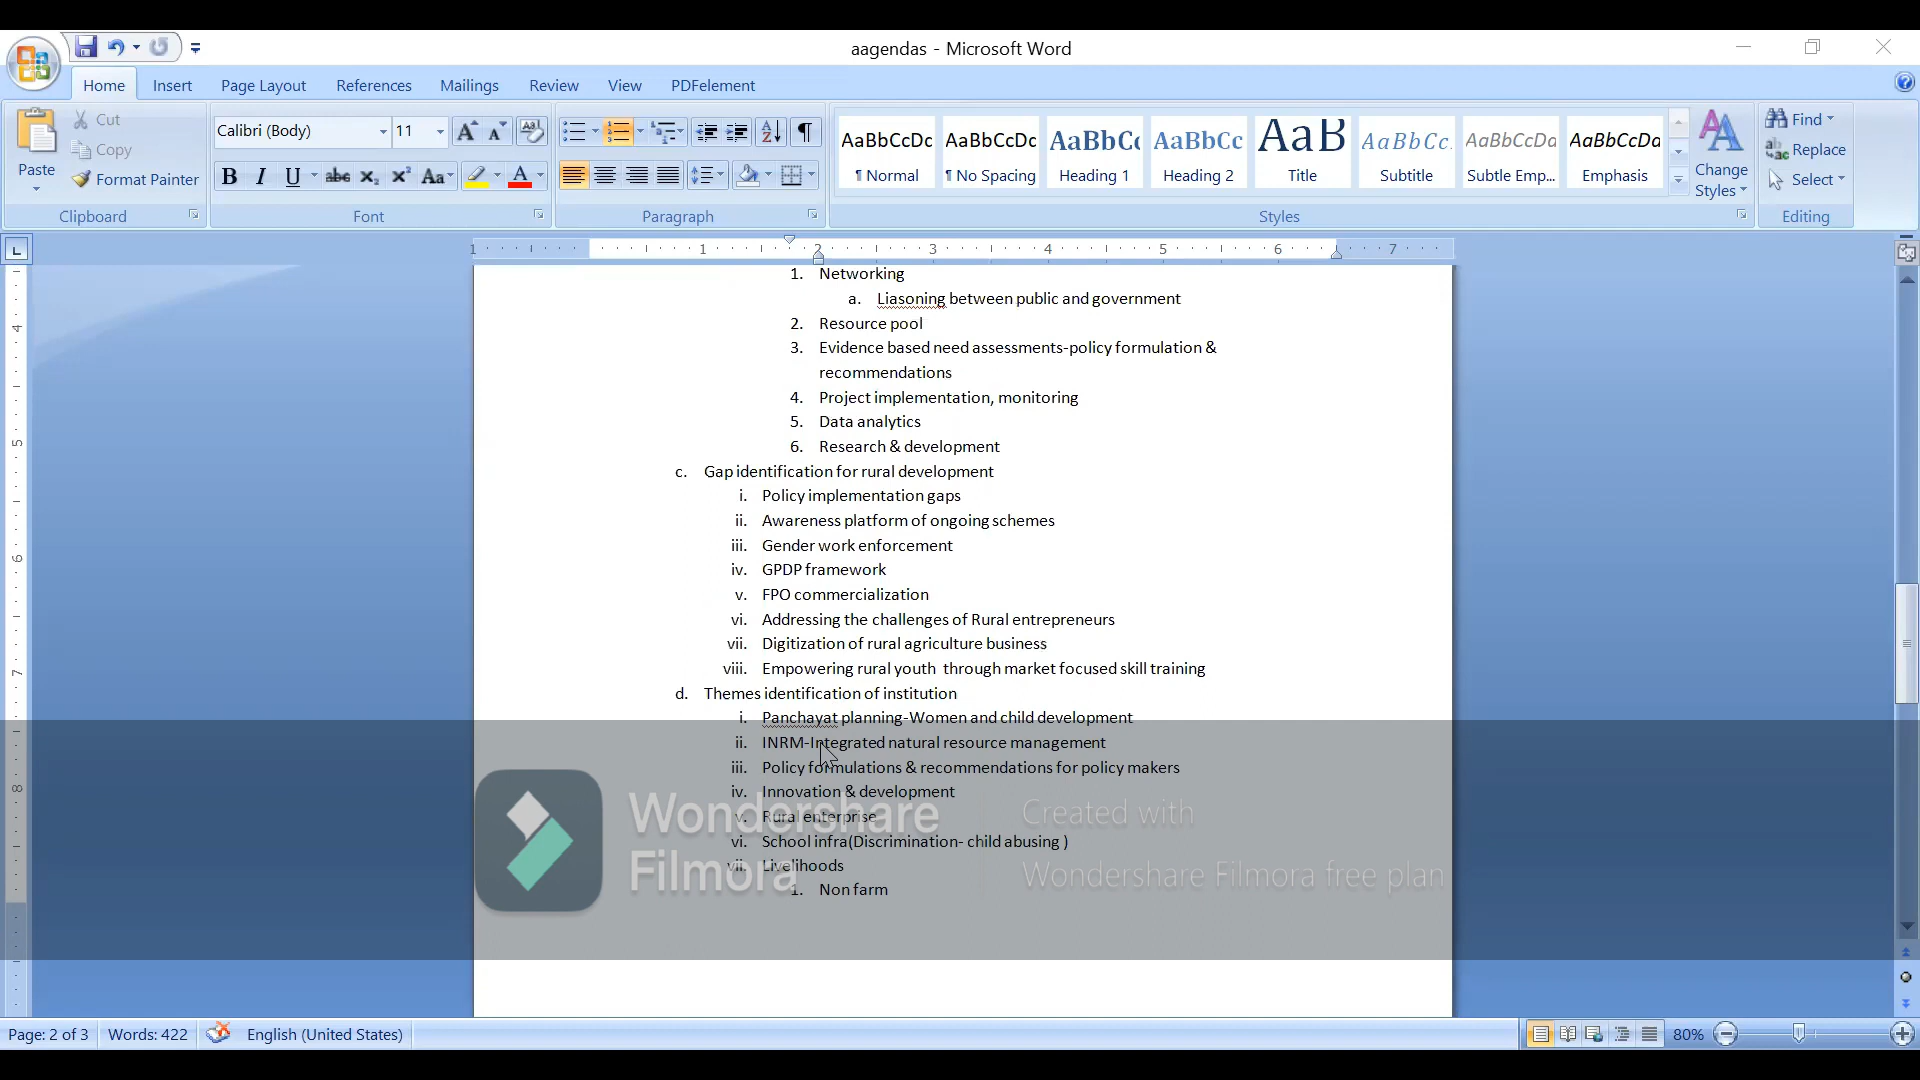 aagendas - Microsoft Word
Home Insert Page Layout References Mailings Review View PDFelement
Paste
Cut
Copy
Format Painter
Clipboard
Calibri (Body) 11
Font
Paragraph
AaBbCcDc AaBbCcDc AaBbC AaBbCc AaB AaBbCc. AaBbCcDa AaBbCcDa
¶ Normal ¶ No Spacing Heading 1 Heading 2 Title Subtitle Subtle Emp... Emphasis
Change
Styles
Styles
Find
Replace
Select
Editing
1 1 2 3 4 5 6 7
1. Networking
a. Liasoning between public and government
2. Resource pool
3. Evidence based need assessments-policy formulation &
recommendations
4. Project implementation, monitoring
5. Data analytics
6. Research & development
c. Gap identification for rural development
i. Policy implementation gaps
ii. Awareness platform of ongoing schemes
iii. Gender work enforcement
iv. GPDP framework
v. FPO commercialization
vi. Addressing the challenges of Rural entrepreneurs
vii. Digitization of rural agriculture business
viii. Empowering rural youth through market focused skill training
d. Themes identification of institution
i. Panchayat planning-Women and child development
ii. INRM-Integrated natural resource management
iii. Policy formulations & recommendations for policy makers
iv. Innovation & development
v. Rural enterprise
vi. School infra(Discrimination- child abusing )
vii. Livelihoods
1. Non farm
Wondershare
Filmora
Created with
Wondershare Filmora free plan
Page: 2 of 3 Words: 422 English (United States) 80%